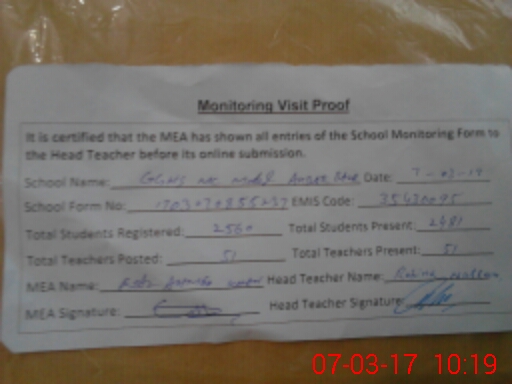 Monitoring Visit Proof
It is certified that the MEA has shown all entries of the School Monitoring Form to
the Head Teacher before its online submission.
School Name: Date: 7-03-17
School Form No: EMIS Code: 35430095
Total Students Registered: 2560 Total Students Present: 2481
Total Teachers Posted: 51 Total Teachers Present: 51
MEA Name: Head Teacher Name: Rubina
MEA Signature: Head Teacher Signature:
07-03-17 10:19